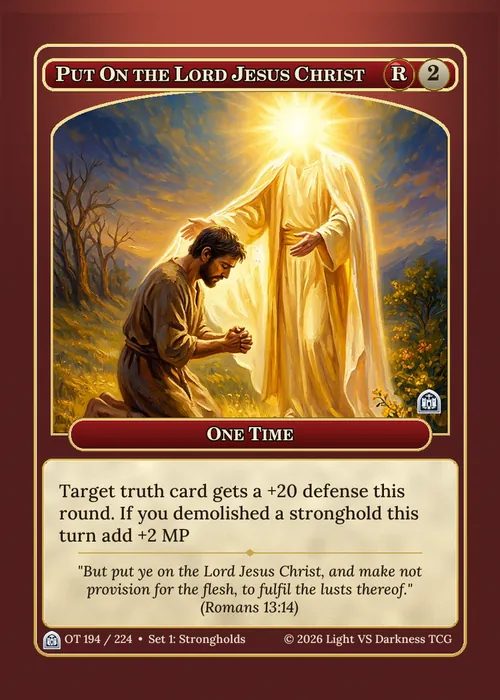 PUT ON THE LORD JESUS CHRIST R 2
ONE TIME
Target truth card gets a +20 defense this
round. If you demolished a stronghold this
turn add +2 MP
"But put ye on the Lord Jesus Christ, and make not
provision for the flesh, to fulfil the lusts thereof."
(Romans 13:14)
OT 194 / 224 • Set 1: Strongholds © 2026 Light VS Darkness TCG